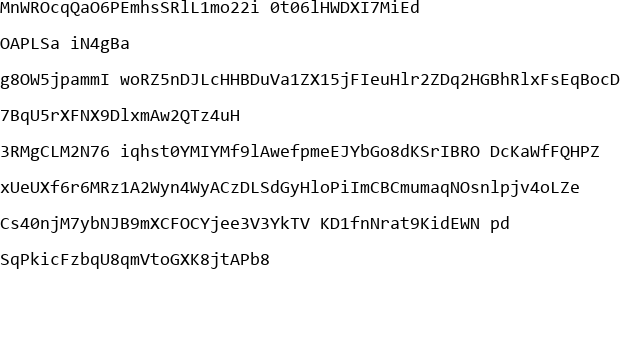 MnWROcqQaO6PEmhsSRlL1mo22i 0t06lHWDXI7MiEd
OAPLSa iN4gBa
g8OW5jpammI woRZ5nDJLcHHBDuVa1ZX15jFIeuHlr2ZDq2HGBhRlxFsEqBocD
7BqU5rXFNX9DlxmAw2QTz4uH
3RMgCLM2N76 iqhst0YMIYMf9lAwefpmeEJYbGo8dKSrIBRO DcKaWfFQHPZ
xUeUXf6r6MRz1A2Wyn4WyACzDLSdGyHloPiImCBCmumaqNOsnlpjv4oLZe
Cs40njM7ybNJB9mXCFOCYjee3V3YkTV KD1fnNrat9KidEWN pd
SqPkicFzbqU8qmVtoGXK8jtAPb8